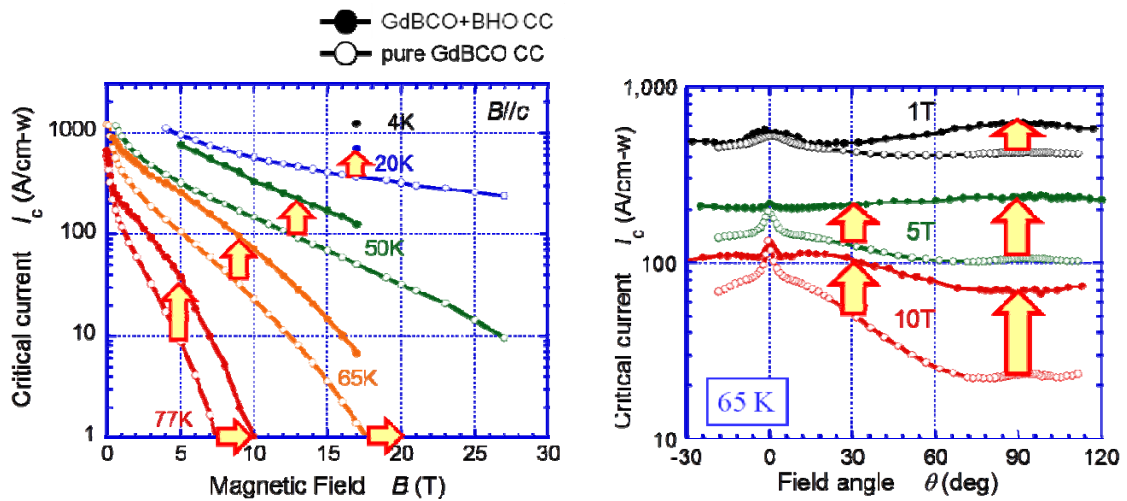 GdBCO+BHO CC
pure GdBCO CC
Critical current Ic (A/cm-w)
1000
100
10
1
B//c
4K
20K
50K
65K
77K
0 5 10 15 20 25 30
Magnetic Field B (T)
Critical current Ic (A/cm-w)
1,000
100
10
1T
5T
10T
65 K
-30 0 30 60 90 120
Field angle θ (deg)